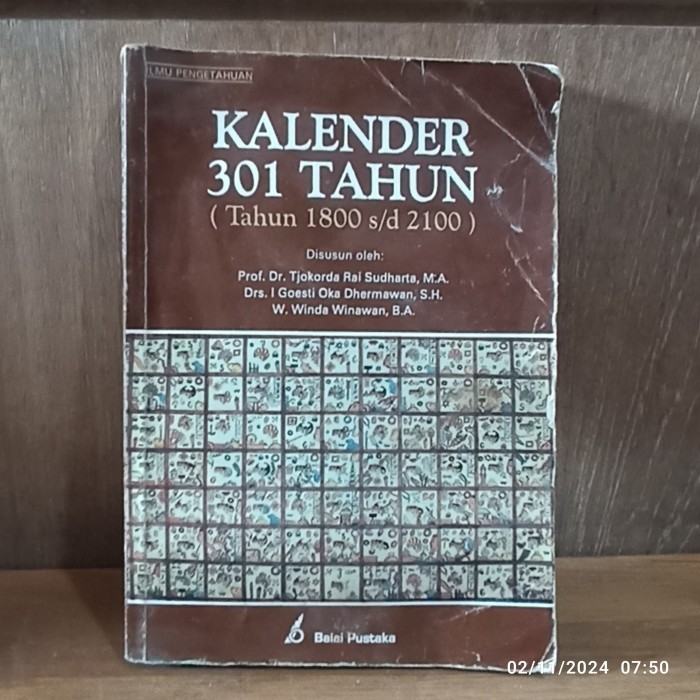 ILMU PENGETAHUAN
KALENDER
301 TAHUN
( Tahun 1800 s/d 2100 )
Disusun oleh:
Prof. Dr. Tjokorda Rai Sudharta, M.A.
Drs. I Goesti Oka Dhermawan, S.H.
W. Winda Winawan, B.A.
Balai Pustaka
02/11/2024 07:50